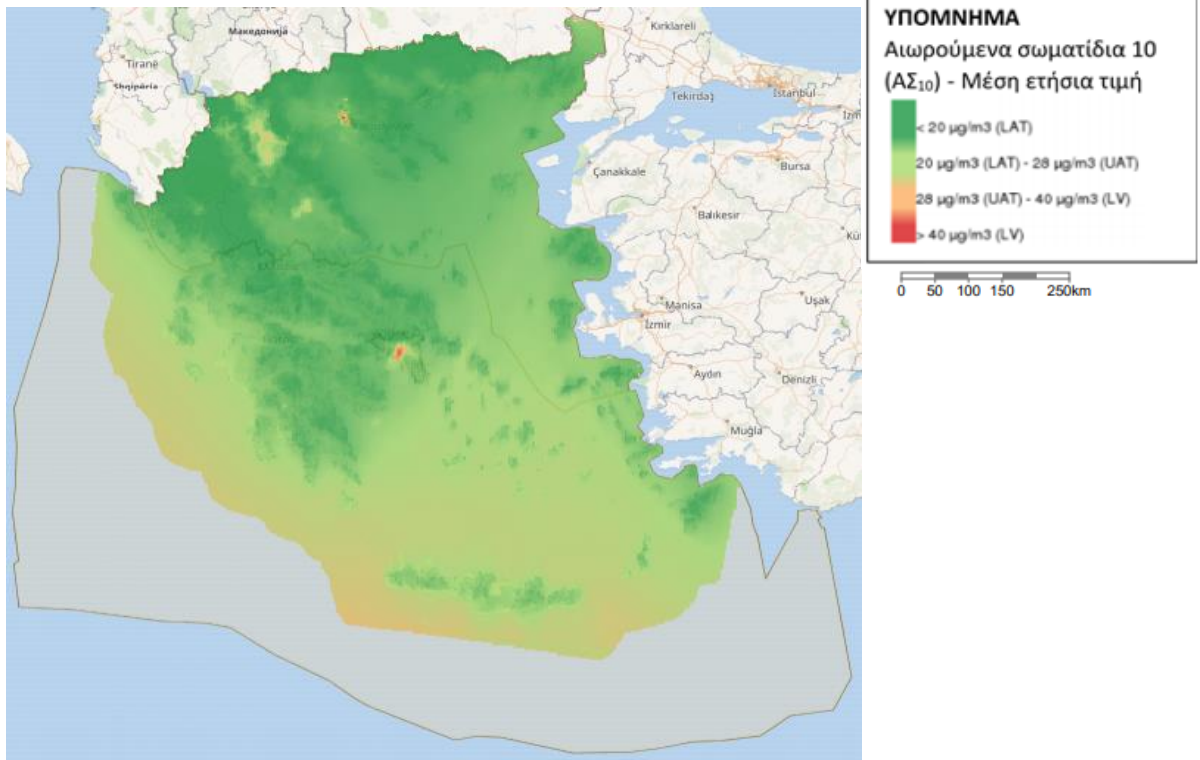 Kırklareli
Македонија
Tiranë
Shqipëria
İstanbul
Tekirdağ
İzm
Bursa
Çanakkale
Balıkesir
Kü
Manisa
Uşak
İzmir
Aydın
Denizli
Muğla
ΥΠΟΜΝΗΜΑ
Αιωρούμενα σωματίδια 10
(ΑΣ₁₀) - Μέση ετήσια τιμή
< 20 µg/m3 (LAT)
20 µg/m3 (LAT) - 28 µg/m3 (UAT)
28 µg/m3 (UAT) - 40 µg/m3 (LV)
> 40 µg/m3 (LV)
0 50 100 150 250km